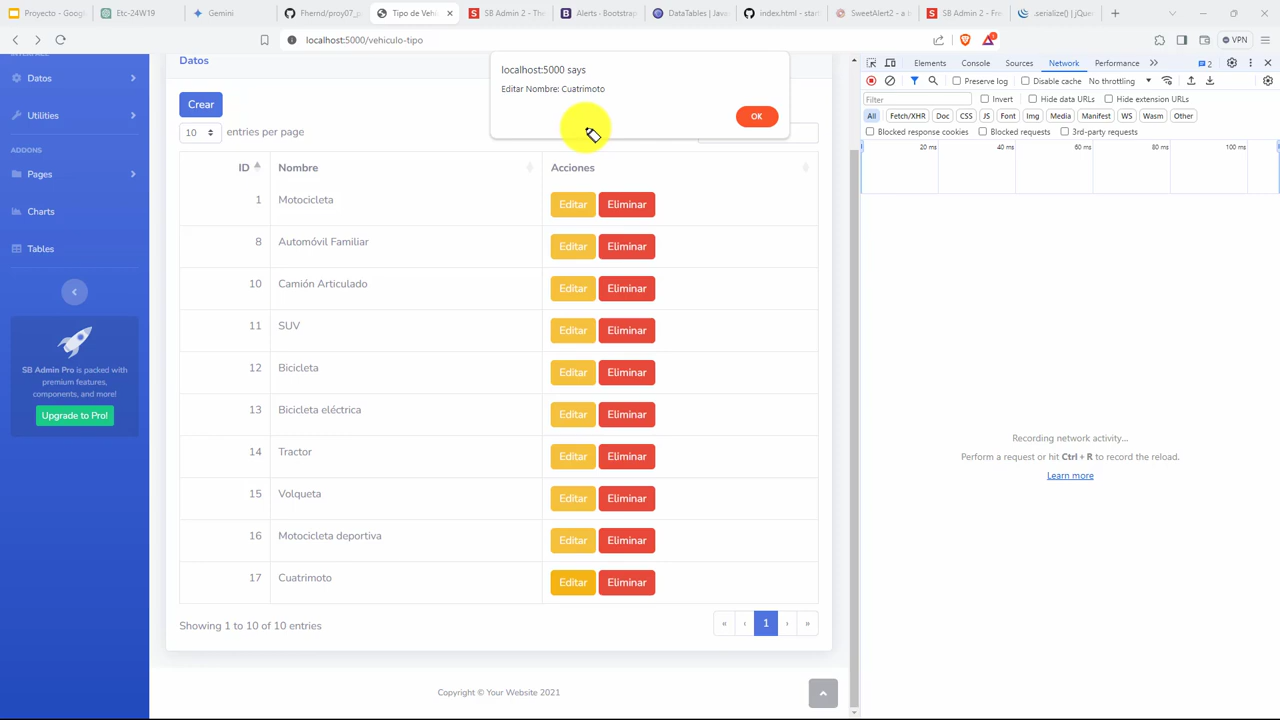 Proyecto - Googl
Etc-24W19
Gemini
Fhernd/proy07_p
Tipo de Vehi
SB Admin 2 - The
Alerts · Bootstrap
DataTables | Java
index.html - start
SweetAlert2 - a b
SB Admin 2 - Free
.serialize() | jQuer
localhost:5000/vehiculo-tipo
VPN
INTERFACE
Datos
Utilities
ADDONS
Pages
Charts
Tables
SB Admin Pro is packed with
premium features,
components, and more!
Upgrade to Pro!
Datos
Crear
10 entries per page
localhost:5000 says
Editar Nombre: Cuatrimoto
OK
ID Nombre Acciones
1 Motocicleta Editar Eliminar
8 Automóvil Familiar Editar Eliminar
10 Camión Articulado Editar Eliminar
11 SUV Editar Eliminar
12 Bicicleta Editar Eliminar
13 Bicicleta eléctrica Editar Eliminar
14 Tractor Editar Eliminar
15 Volqueta Editar Eliminar
16 Motocicleta deportiva Editar Eliminar
17 Cuatrimoto Editar Eliminar
Showing 1 to 10 of 10 entries
« ‹ 1 › »
Copyright © Your Website 2021
Elements Console Sources Network Performance » 2
Preserve log Disable cache No throttling
Filter Invert Hide data URLs Hide extension URLs
All Fetch/XHR Doc CSS JS Font Img Media Manifest WS Wasm Other
Blocked response cookies Blocked requests 3rd-party requests
20 ms 40 ms 60 ms 80 ms 100 ms
Recording network activity...
Perform a request or hit Ctrl + R to record the reload.
Learn more